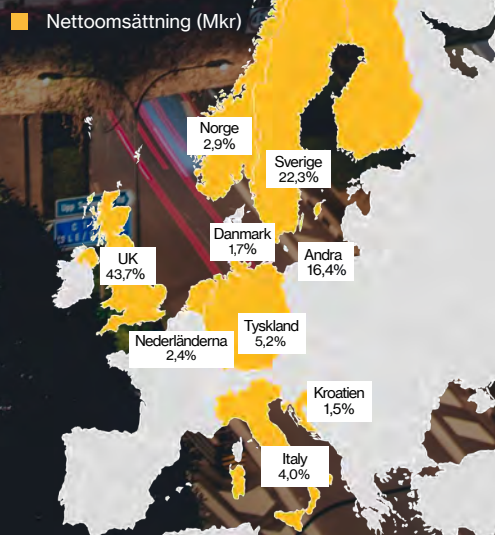 Nettoomsättning (Mkr)
Norge
2,9%
Sverige
22,3%
Danmark
1,7%
Andra
16,4%
UK
43,7%
Tyskland
5,2%
Nederländerna
2,4%
Kroatien
1,5%
Italy
4,0%